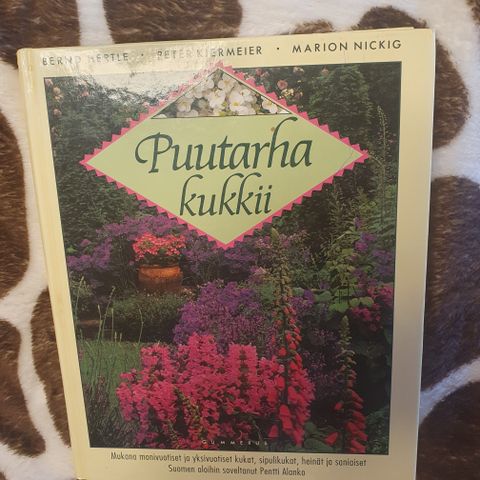 BERND HERTLE • PETER KIERMEIER • MARION NICKIG
Puutarha
kukkii
GUMMERUS
Mukana monivuotiset ja yksivuotiset kukat, sipulikukat, heinät ja saniaiset
Suomen oloihin soveltanut Pentti Alanko